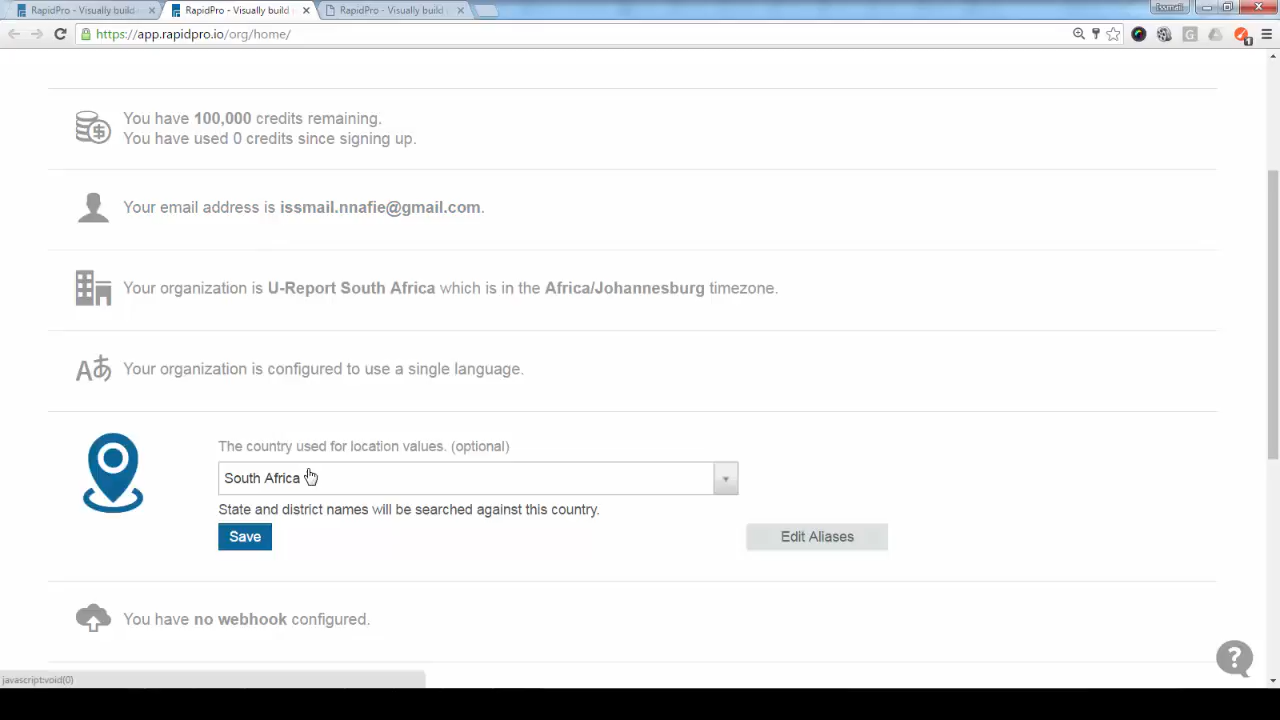 RapidPro - Visually build
RapidPro - Visually build
RapidPro - Visually build
Issmail
https://app.rapidpro.io/org/home/
1
You have 100,000 credits remaining.
You have used 0 credits since signing up.
Your email address is issmail.nnafie@gmail.com.
Your organization is U-Report South Africa which is in the Africa/Johannesburg timezone.
Aあ
Your organization is configured to use a single language.
The country used for location values. (optional)
South Africa
State and district names will be searched against this country.
Save
Edit Aliases
You have no webhook configured.
?
javascript:void(0)